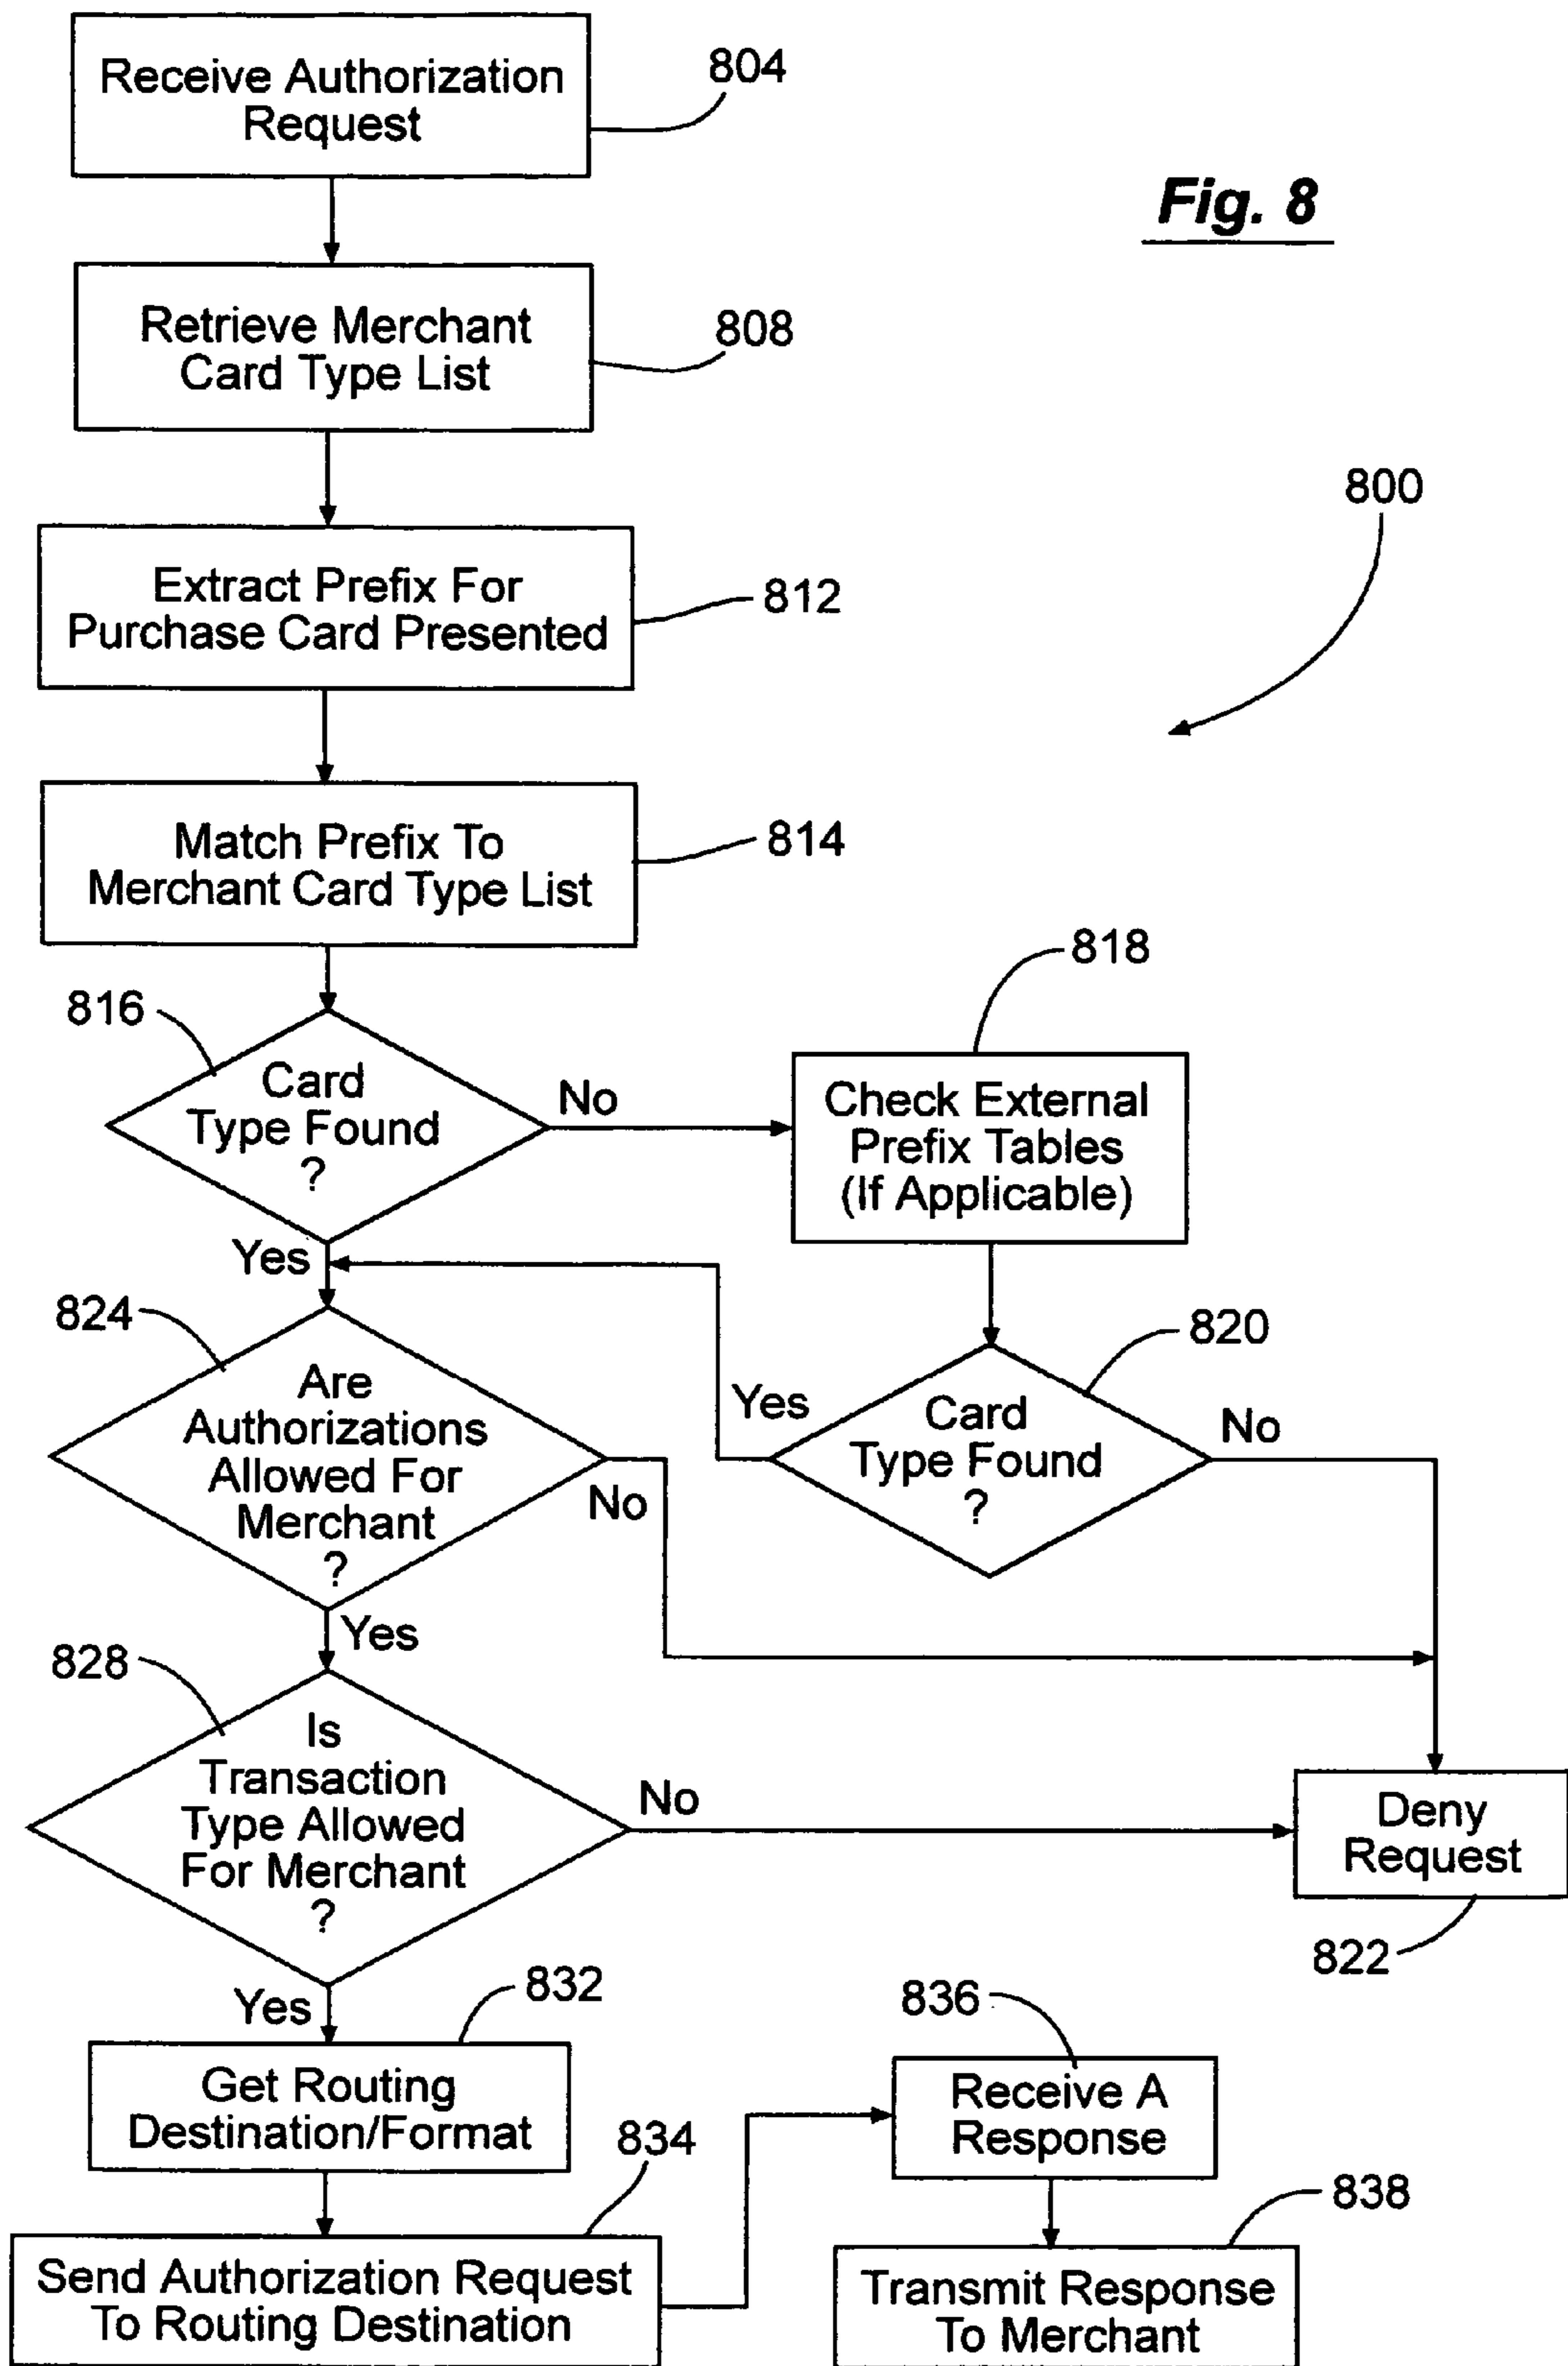 Receive Authorization
Request
804
Fig. 8
Retrieve Merchant
Card Type List
808
800
Extract Prefix For
Purchase Card Presented
812
Match Prefix To
Merchant Card Type List
814
816
Card
Type Found
?
No
Yes
818
Check External
Prefix Tables
(If Applicable)
824
Are
Authorizations
Allowed For
Merchant
?
No
Yes
820
Card
Type Found
?
Yes
No
828
Is
Transaction
Type Allowed
For Merchant
?
No
Yes
Deny
Request
822
832
Get Routing
Destination/Format
834
Send Authorization Request
To Routing Destination
836
Receive A
Response
838
Transmit Response
To Merchant